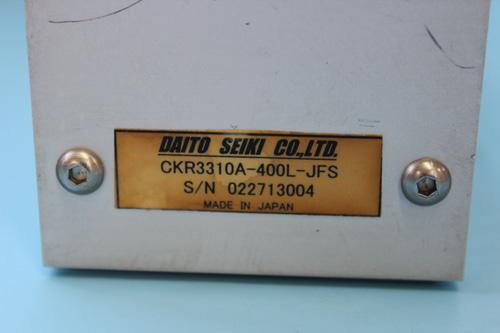 DAITO SEIKI CO.,LTD.
CKR3310A-400L-JFS
S/N 022713004
MADE IN JAPAN